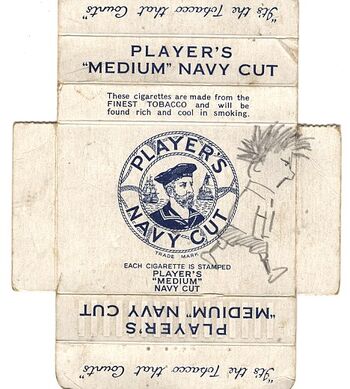 "It's the Tobacco that Counts"
PLAYER'S
"MEDIUM" NAVY CUT
These cigarettes are made from the
FINEST TOBACCO and will be
found rich and cool in smoking.
PLAYER'S
NAVY CUT
TRADE MARK
EACH CIGARETTE IS STAMPED
PLAYER'S
"MEDIUM"
NAVY CUT
PLAYER'S
"MEDIUM" NAVY CUT
"It's the Tobacco that Counts"